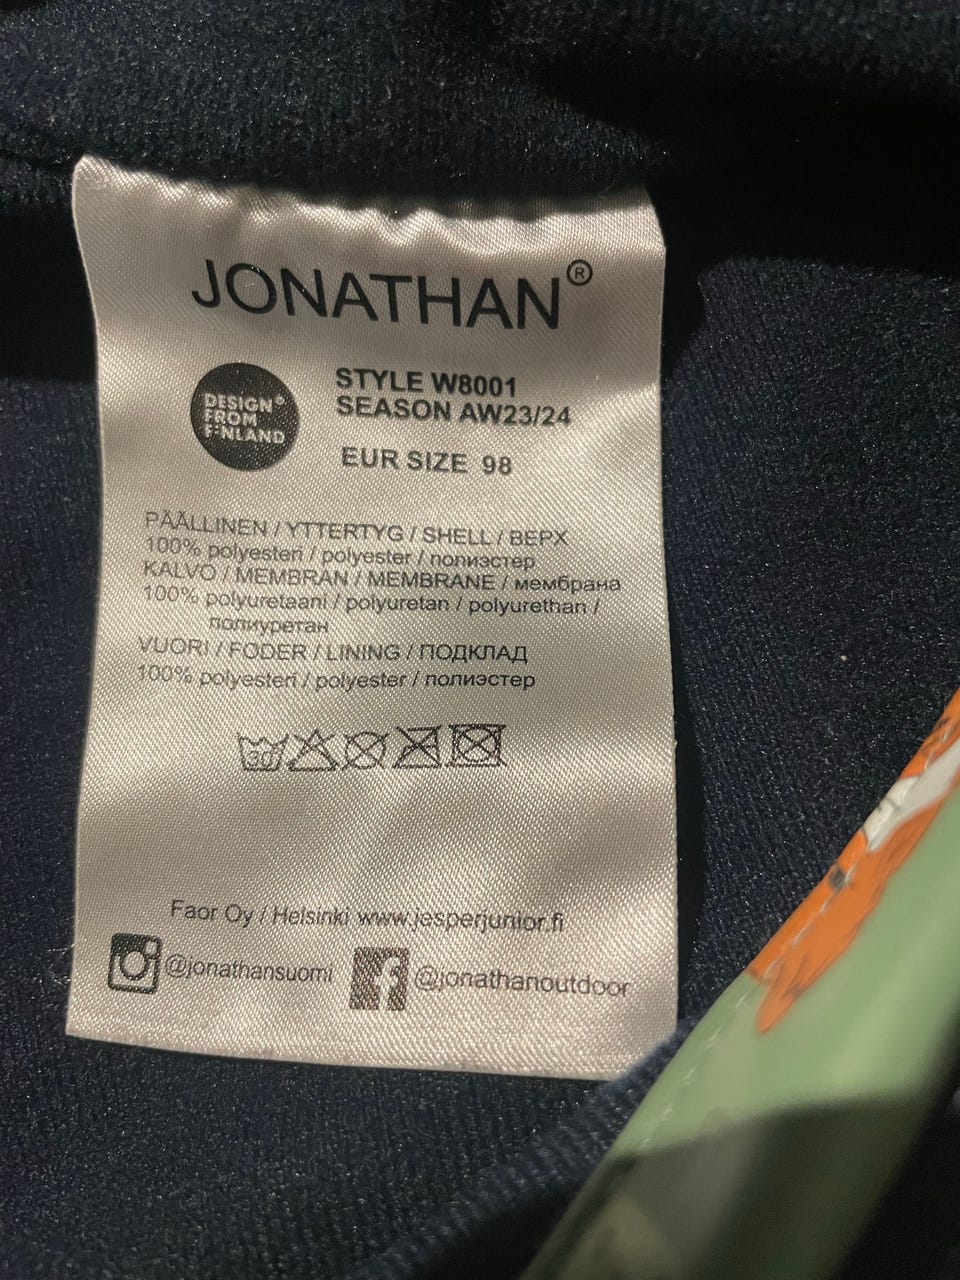 JONATHAN®
DESIGN
FROM
FINLAND
STYLE W8001
SEASON AW23/24
EUR SIZE 98
PÄÄLLINEN / YTTERTYG / SHELL / ВЕРХ
100% polyesteri / polyester / полиэстер
KALVO / MEMBRAN / MEMBRANE / мембрана
100% polyuretaani / polyuretan / polyurethan /
полиуретан
VUORI / FODER / LINING / ПОДКЛАД
100% polyesteri / polyester / полиэстер
30
Faor Oy / Helsinki www.jesperjunior.fi
@jonathansuomi
@jonathanoutdoor